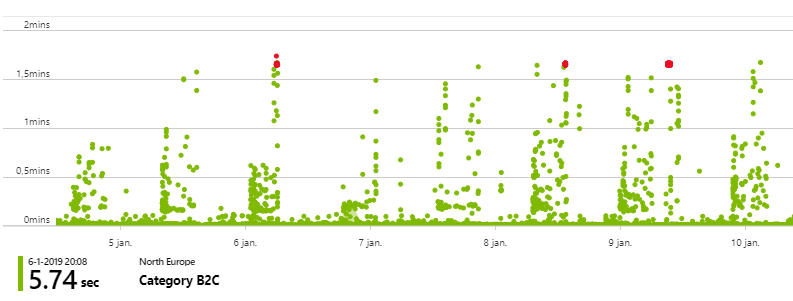 2mins
1,5mins
1mins
0,5mins
0mins
5 jan.
6 jan.
7 jan.
8 jan.
9 jan.
10 jan.
6-1-2019 20:08
North Europe
5.74 sec
Category B2C